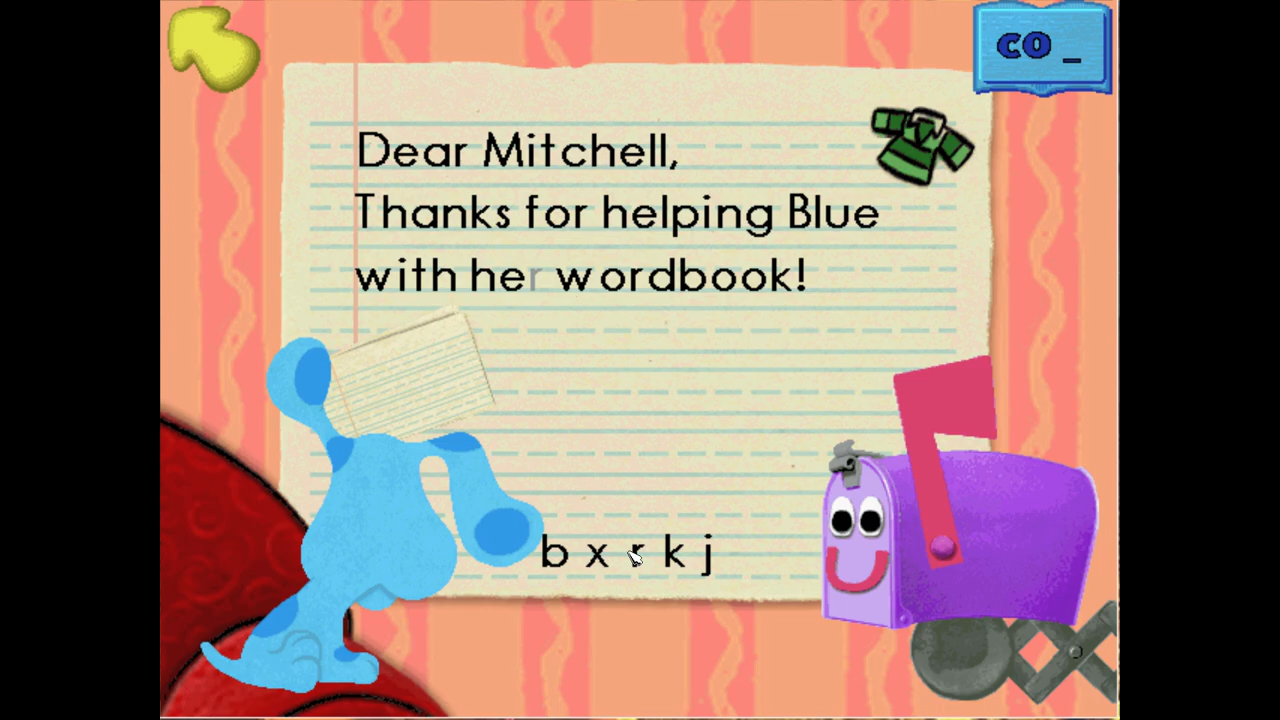 co _
Dear Mitchell,
Thanks for helping Blue
with her wordbook!
b x r k j